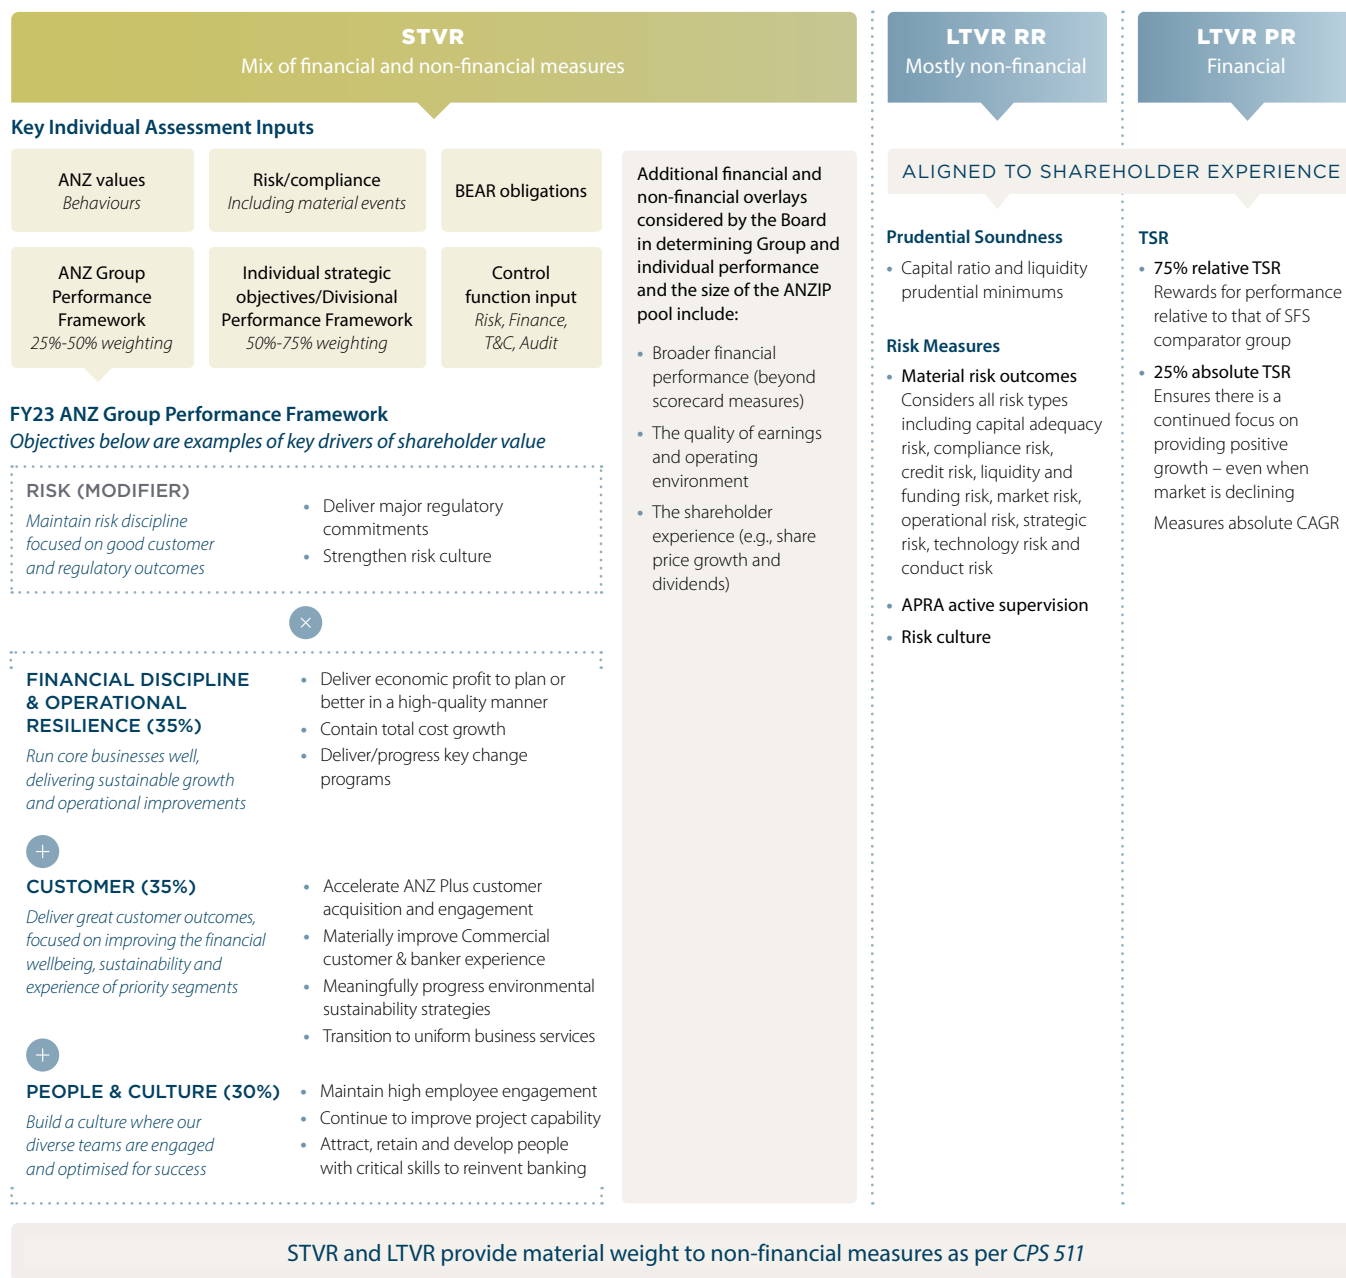 STVR
Mix of financial and non-financial measures
LTVR RR
Mostly non-financial
LTVR PR
Financial
Key Individual Assessment Inputs
ANZ values
Behaviours
Risk/compliance
Including material events
BEAR obligations
ANZ Group
Performance
Framework
25%-50% weighting
Individual strategic
objectives/Divisional
Performance Framework
50%-75% weighting
Control
function input
Risk, Finance,
T&C, Audit
FY23 ANZ Group Performance Framework
Objectives below are examples of key drivers of shareholder value
RISK (MODIFIER)
Maintain risk discipline
focused on good customer
and regulatory outcomes
• Deliver major regulatory
commitments
• Strengthen risk culture
×
FINANCIAL DISCIPLINE
& OPERATIONAL
RESILIENCE (35%)
Run core businesses well,
delivering sustainable growth
and operational improvements
• Deliver economic profit to plan or
better in a high-quality manner
• Contain total cost growth
• Deliver/progress key change
programs
+
CUSTOMER (35%)
Deliver great customer outcomes,
focused on improving the financial
wellbeing, sustainability and
experience of priority segments
• Accelerate ANZ Plus customer
acquisition and engagement
• Materially improve Commercial
customer & banker experience
• Meaningfully progress environmental
sustainability strategies
• Transition to uniform business services
+
PEOPLE & CULTURE (30%)
Build a culture where our
diverse teams are engaged
and optimised for success
• Maintain high employee engagement
• Continue to improve project capability
• Attract, retain and develop people
with critical skills to reinvent banking
Additional financial and
non-financial overlays
considered by the Board
in determining Group and
individual performance
and the size of the ANZIP
pool include:
• Broader financial
performance (beyond
scorecard measures)
• The quality of earnings
and operating
environment
• The shareholder
experience (e.g., share
price growth and
dividends)
ALIGNED TO SHAREHOLDER EXPERIENCE
Prudential Soundness
• Capital ratio and liquidity
prudential minimums
Risk Measures
• Material risk outcomes
Considers all risk types
including capital adequacy
risk, compliance risk,
credit risk, liquidity and
funding risk, market risk,
operational risk, strategic
risk, technology risk and
conduct risk
• APRA active supervision
• Risk culture
TSR
• 75% relative TSR
Rewards for performance
relative to that of SFS
comparator group
• 25% absolute TSR
Ensures there is a
continued focus on
providing positive
growth – even when
market is declining
Measures absolute CAGR
STVR and LTVR provide material weight to non-financial measures as per CPS 511